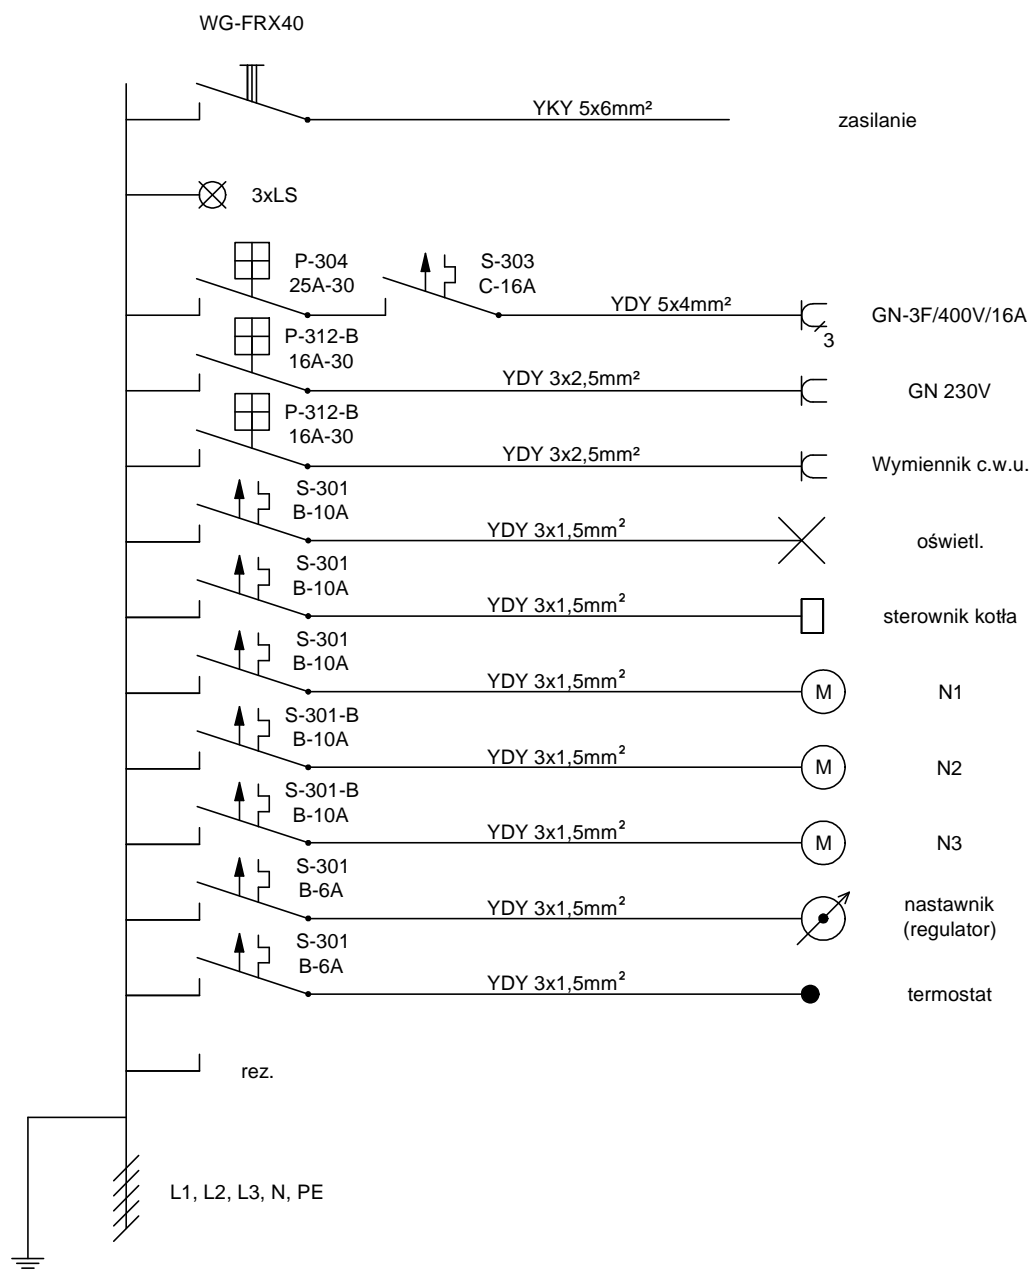 WG-FRX40
YKY 5x6mm²
zasilanie
3xLS
P-304
25A-30
S-303
C-16A
YDY 5x4mm²
GN-3F/400V/16A
3
P-312-B
16A-30
YDY 3x2,5mm²
GN 230V
P-312-B
16A-30
YDY 3x2,5mm²
Wymiennik c.w.u.
S-301
B-10A
YDY 3x1,5mm²
oświetl.
S-301
B-10A
YDY 3x1,5mm²
sterownik kotła
S-301
B-10A
YDY 3x1,5mm²
M
N1
S-301-B
B-10A
YDY 3x1,5mm²
M
N2
S-301-B
B-10A
YDY 3x1,5mm²
M
N3
S-301
B-6A
YDY 3x1,5mm²
nastawnik
(regulator)
S-301
B-6A
YDY 3x1,5mm²
termostat
rez.
L1, L2, L3, N, PE